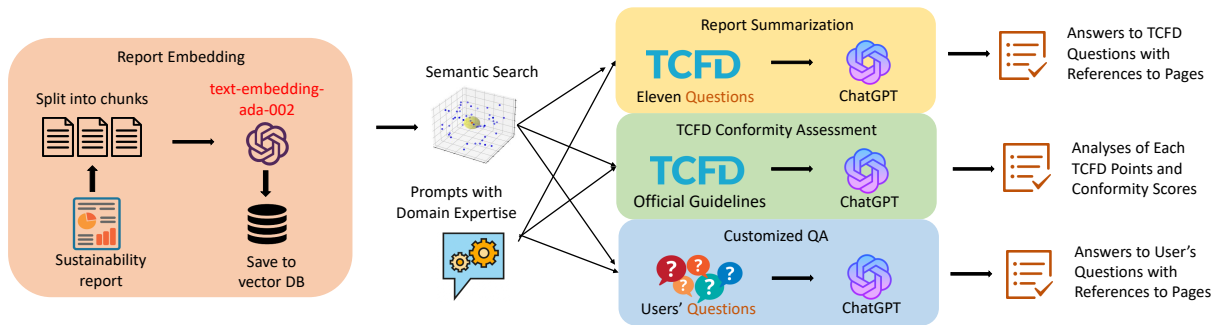 Report Embedding
Split into chunks
text-embedding-
ada-002
Sustainability
report
Save to
vector DB
Semantic Search
Prompts with
Domain Expertise
Report Summarization
TCFD
Eleven Questions
ChatGPT
TCFD Conformity Assessment
TCFD
Official Guidelines
ChatGPT
Customized QA
? ? ? ? ?
Users' Questions
ChatGPT
Answers to TCFD
Questions with
References to Pages
Analyses of Each
TCFD Points and
Conformity Scores
Answers to User's
Questions with
References to Pages